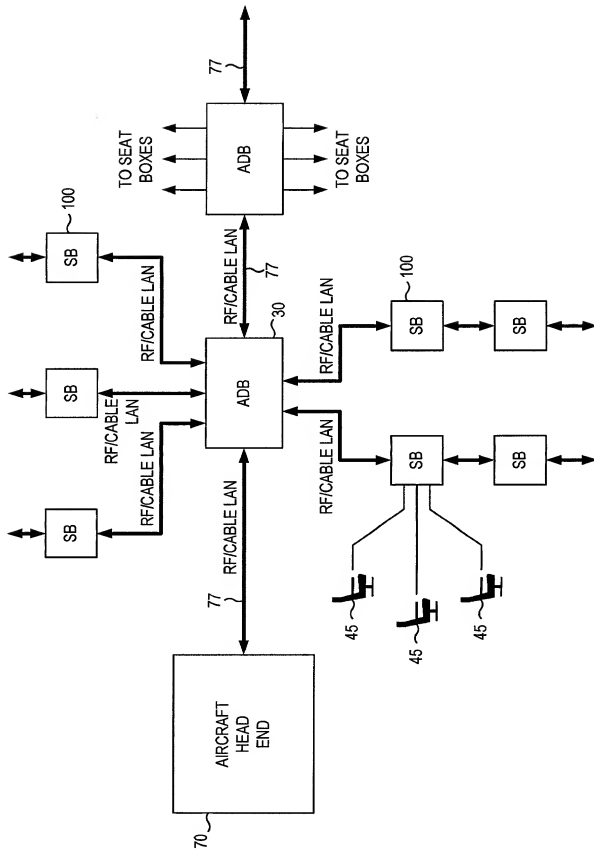 77
TO SEAT
BOXES
ADB
TO SEAT
BOXES
100
SB
RF/CABLE LAN
RF/CABLE LAN
77
SB
RF/CABLE
LAN
30
ADB
100
SB
SB
RF/CABLE LAN
SB
RF/CABLE LAN
RF/CABLE LAN
SB
SB
RF/CABLE LAN
77
45
45
45
AIRCRAFT
HEAD
END
70